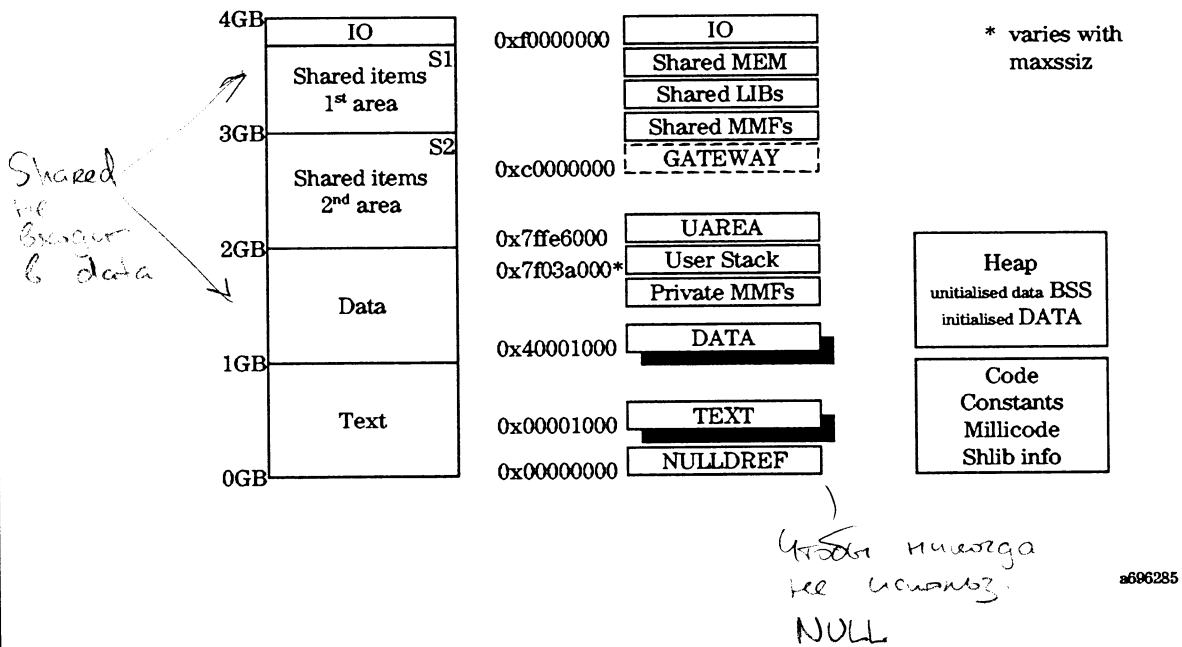 4GB
IO
S1
Shared items
1st area
3GB
S2
Shared items
2nd area
2GB
Data
1GB
Text
0GB
0xf0000000
IO
Shared MEM
Shared LIBs
Shared MMFs
0xc0000000
GATEWAY
0x7ffe6000
UAREA
0x7f03a000*
User Stack
Private MMFs
0x40001000
DATA
0x00001000
TEXT
0x00000000
NULLDREF
* varies with
maxssiz
Heap
unitialised data BSS
initialised DATA
Code
Constants
Millicode
Shlib info
Shared
не
входит
в data
Чтобы никогда
не использ.
NULL
a696285